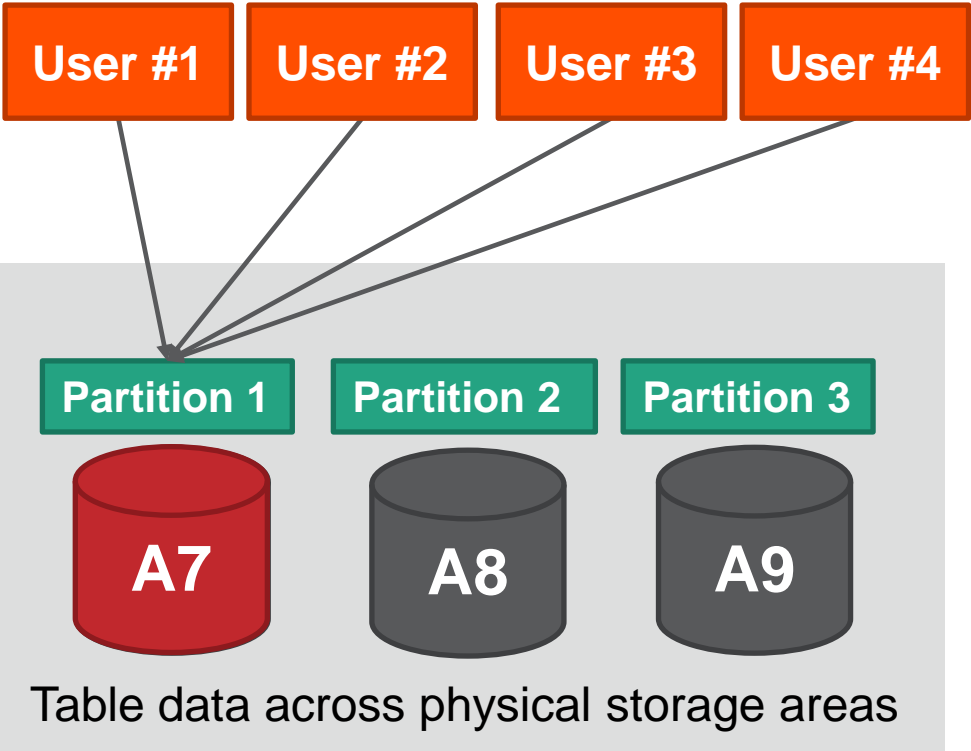 User #1 User #2 User #3 User #4
Partition 1 Partition 2 Partition 3
A7 A8 A9
Table data across physical storage areas